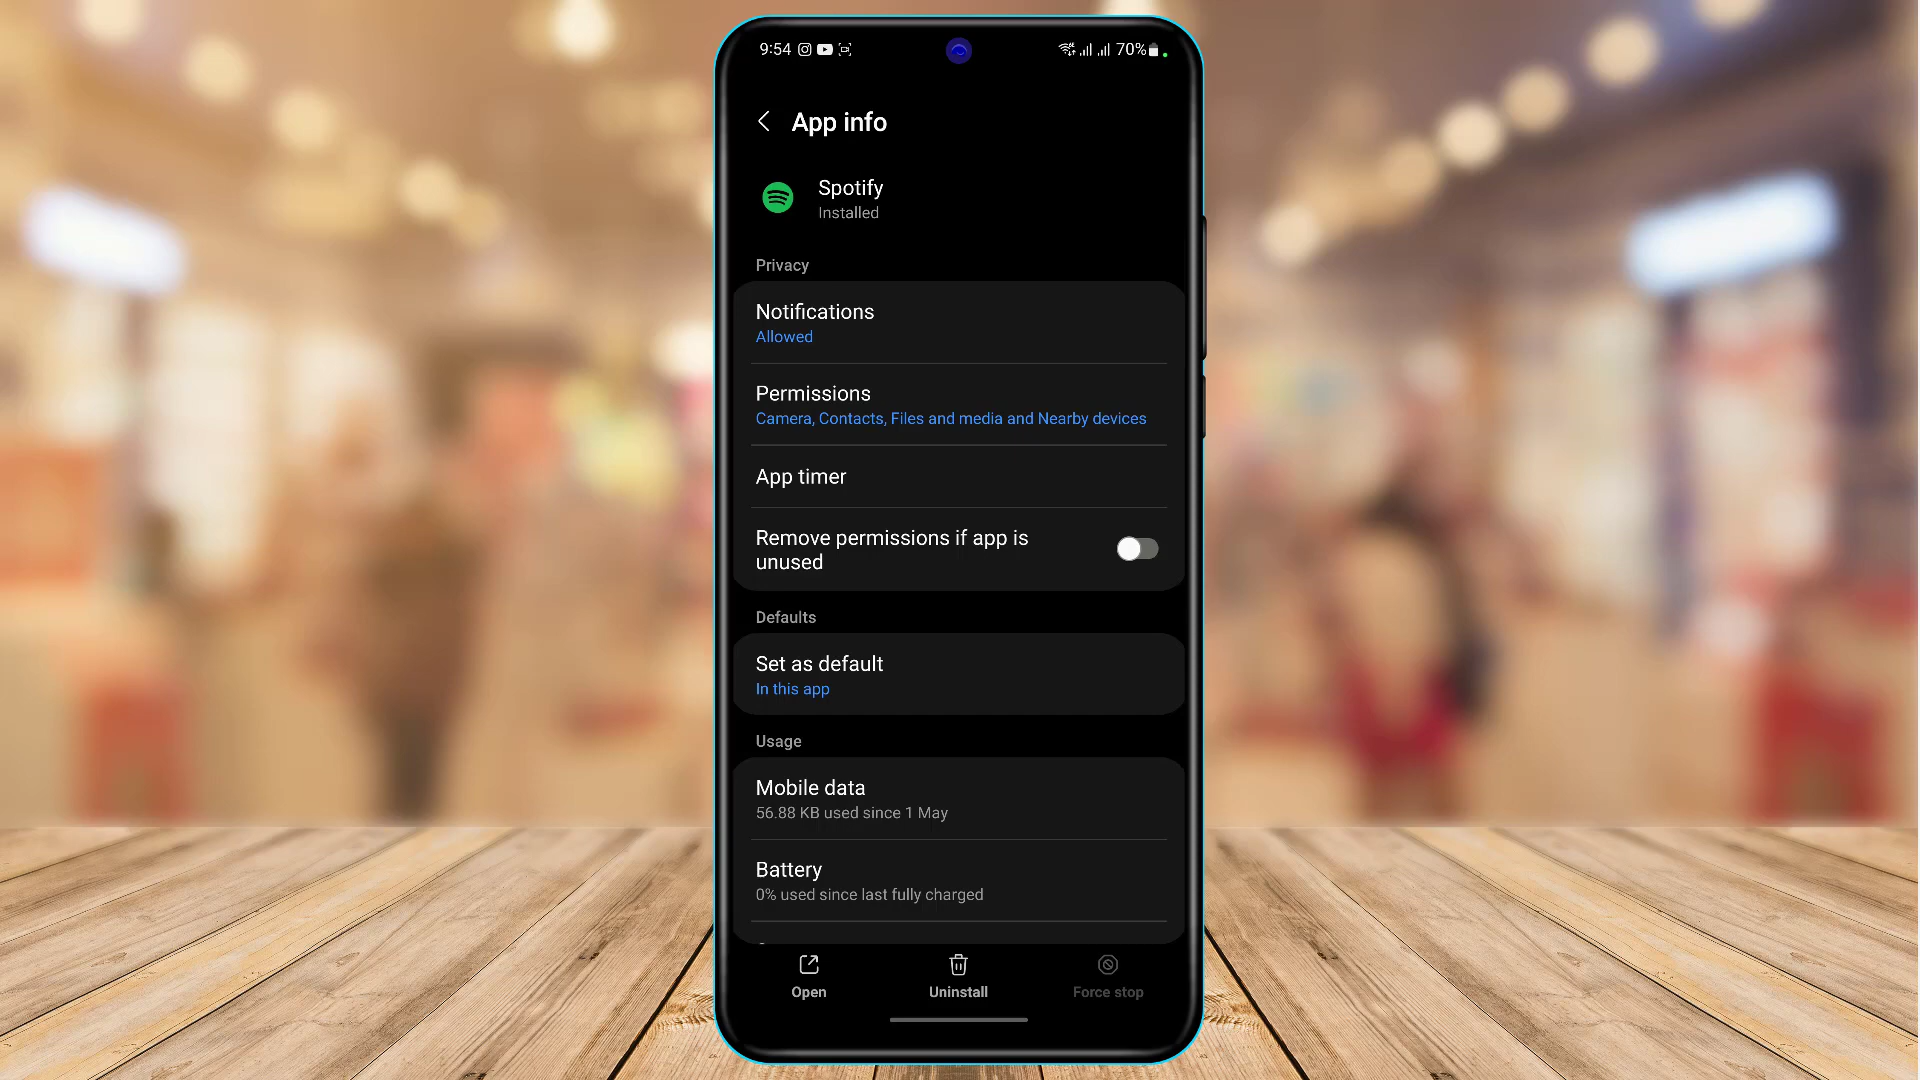 9:54
70%
App info
Spotify
Installed
Privacy
Notifications
Allowed
Permissions
Camera, Contacts, Files and media and Nearby devices
App timer
Remove permissions if app is
unused
Defaults
Set as default
In this app
Usage
Mobile data
56.88 KB used since 1 May
Battery
0% used since last fully charged
Open
Uninstall
Force stop